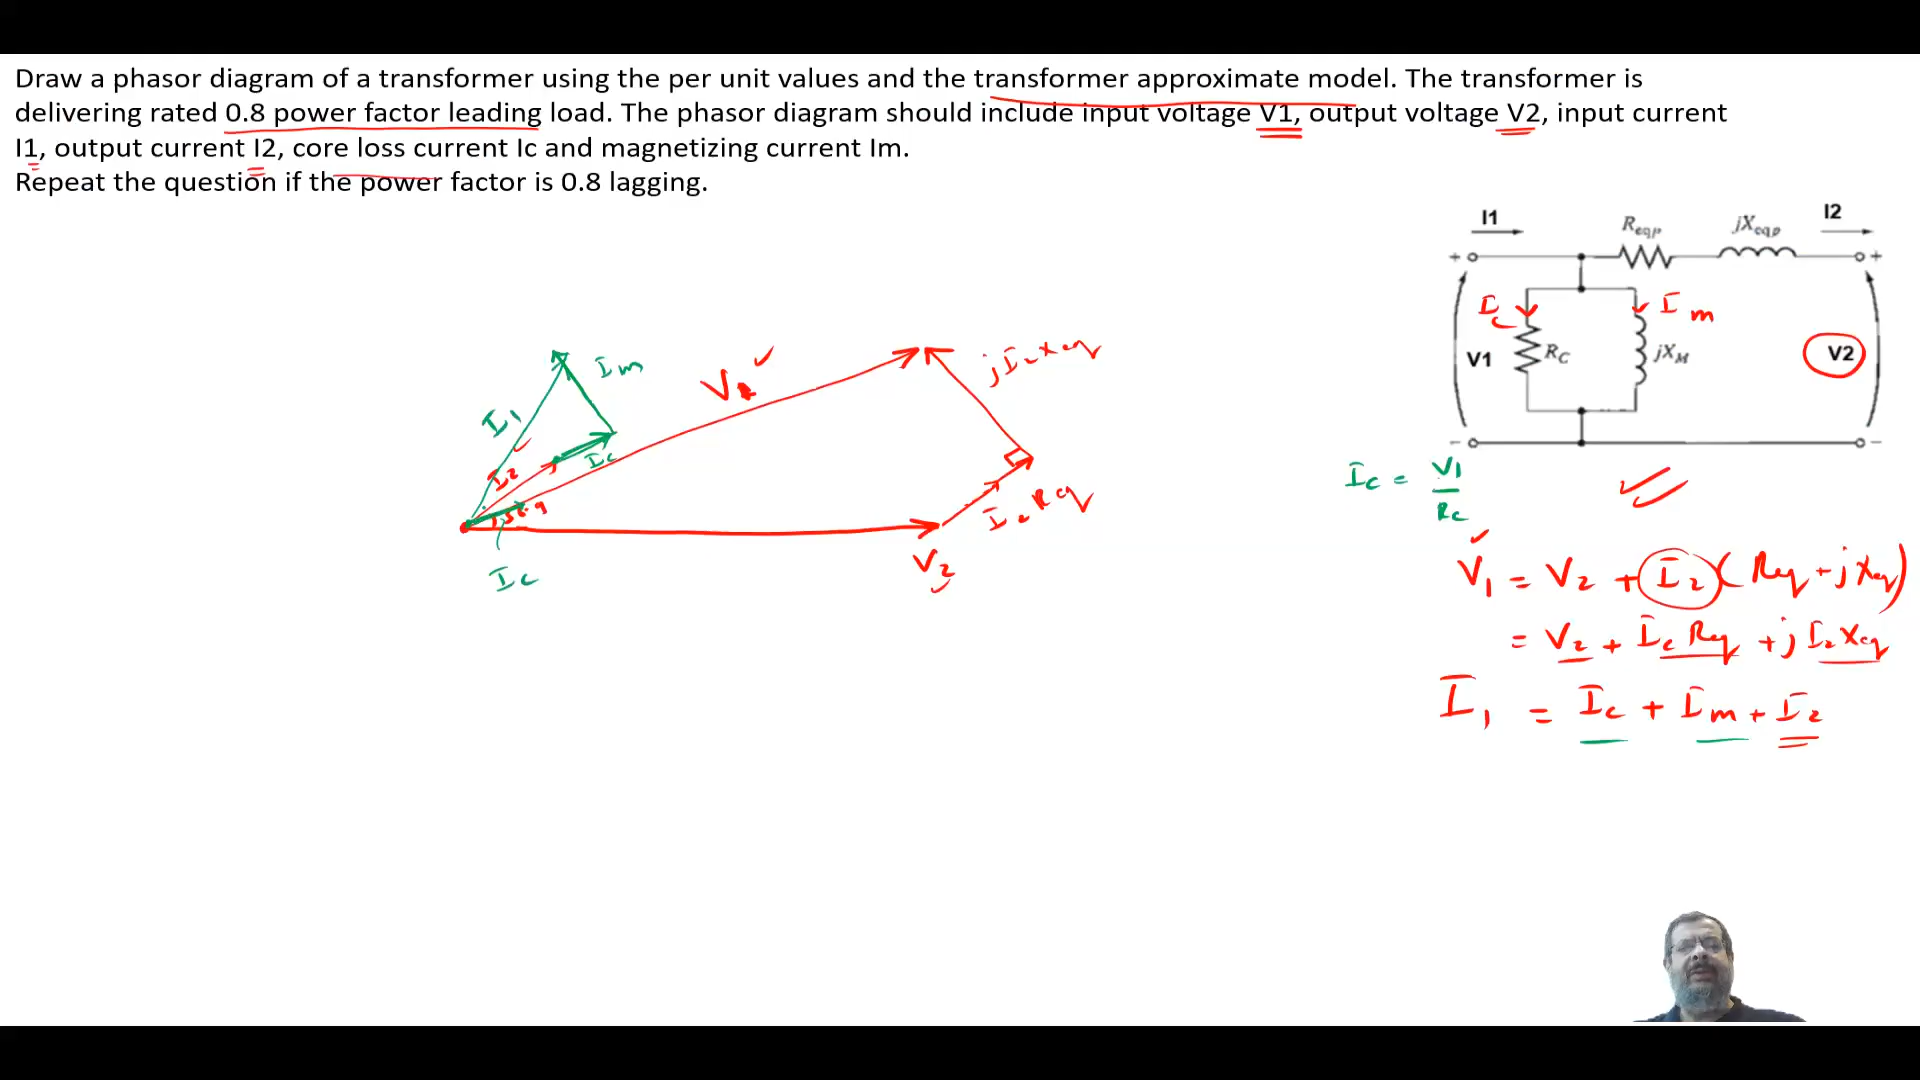 Draw a phasor diagram of a transformer using the per unit values and the transformer approximate model. The transformer is
delivering rated 0.8 power factor leading load. The phasor diagram should include input voltage V1, output voltage V2, input current
I1, output current I2, core loss current Ic and magnetizing current Im.
Repeat the question if the power factor is 0.8 lagging.
I1
Reqp
jXeqp
I2
+
+
Ic
Im
V1
RC
jXM
V2
-
-
Im
I1
V1
jI2Xeq
I2
Ic
36.9
I2Req
V2
Ic
Ic = V1/Rc
V1 = V2 + I2(Req + jXeq)
= V2 + I2Req + jI2Xeq
I1 = Ic + Im + I2